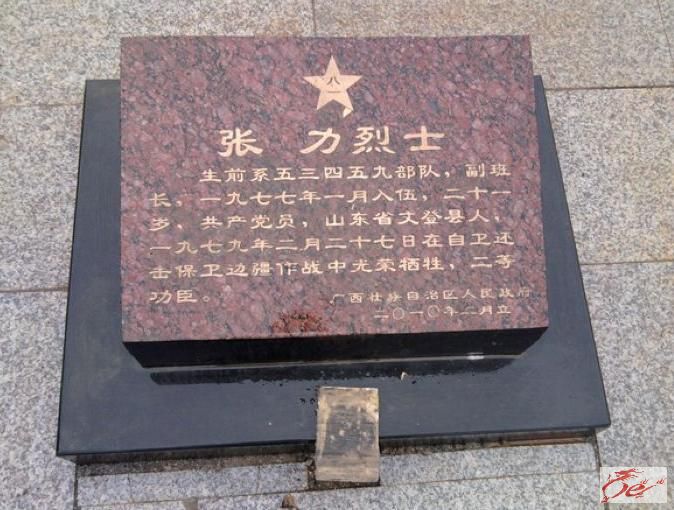 八一
张 力烈士
生前系五三四五九部队，副班
长，一九七七年一月入伍，二十一
岁，共产党员，山东省文登县人，
一九七九年二月二十七日在自卫还
击保卫边疆作战中光荣牺牲，二等
功臣。
广西壮族自治区人民政府
二〇一〇年二月立